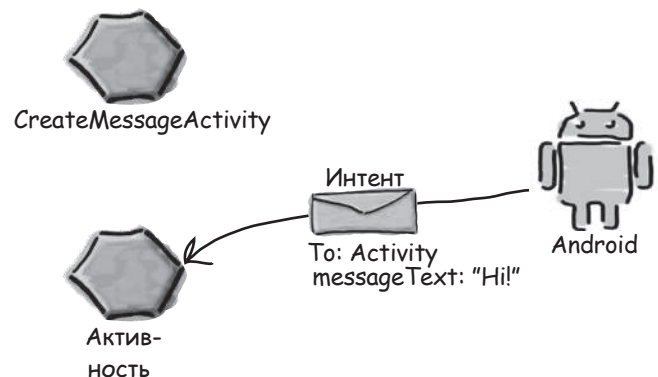 CreateMessageActivity
Интент
To: Activity
messageText: "Hi!"
Android
Актив-
ность